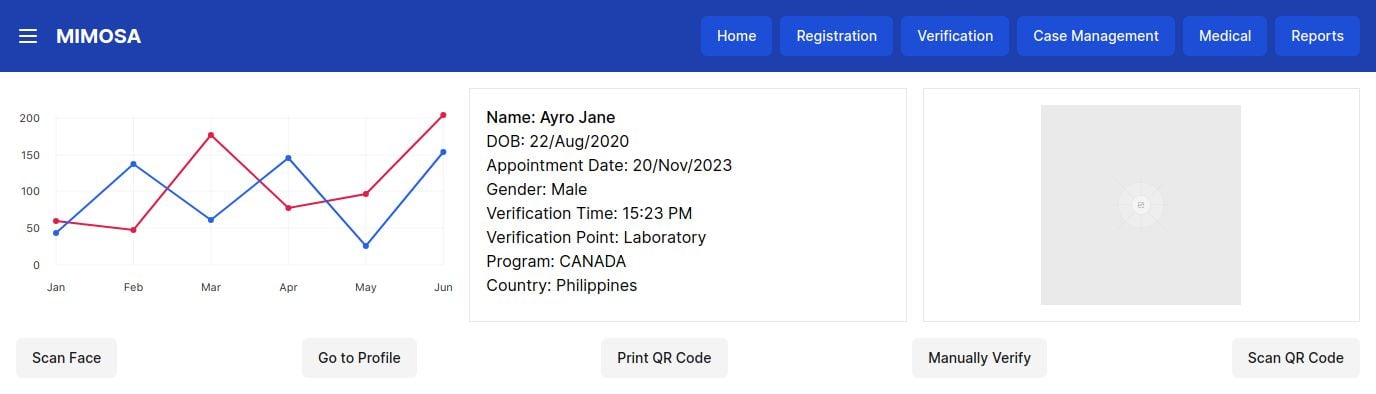 MIMOSA
Home
Registration
Verification
Case Management
Medical
Reports
200
150
100
50
0
Jan
Feb
Mar
Apr
May
Jun
Name: Ayro Jane
DOB: 22/Aug/2020
Appointment Date: 20/Nov/2023
Gender: Male
Verification Time: 15:23 PM
Verification Point: Laboratory
Program: CANADA
Country: Philippines
Scan Face
Go to Profile
Print QR Code
Manually Verify
Scan QR Code